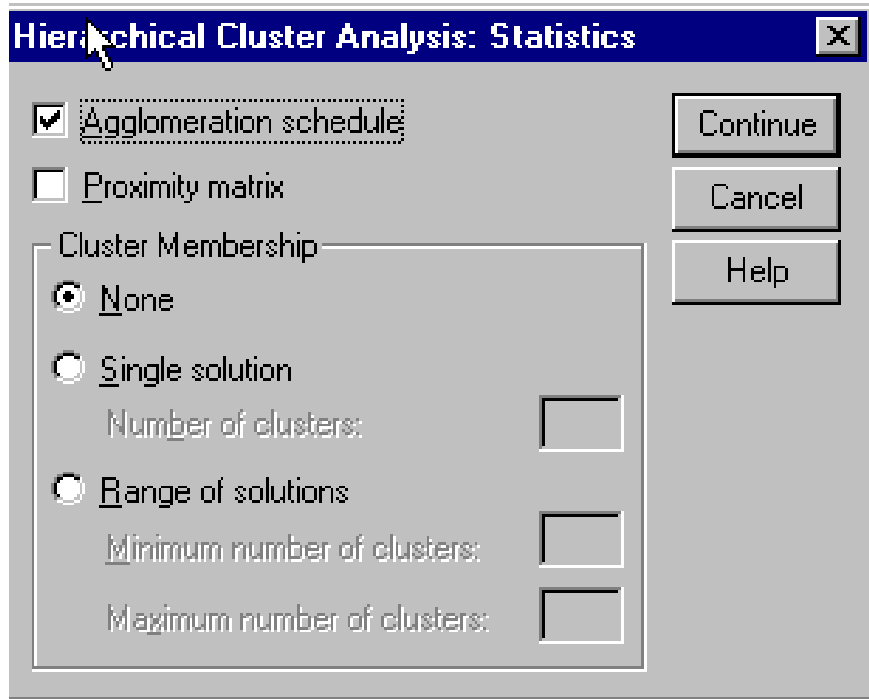 Hierarchical Cluster Analysis: Statistics
Agglomeration schedule
Continue
Proximity matrix
Cancel
Cluster Membership
Help
None
Single solution
Number of clusters:
Range of solutions
Minimum number of clusters:
Maximum number of clusters: